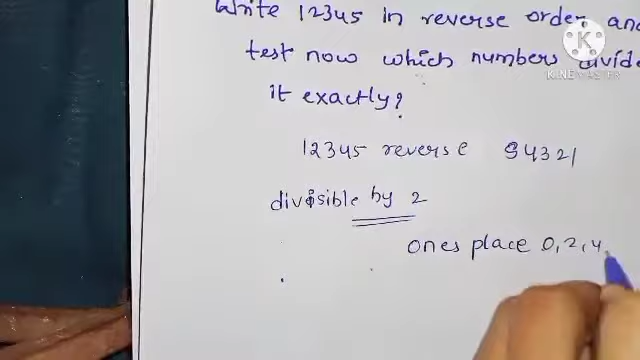 Write 12345 in reverse order and
test now which numbers divide
it exactly?
12345 reverse 54321
divisible by 2
ones place 0, 2, 4,
KINEMASTER